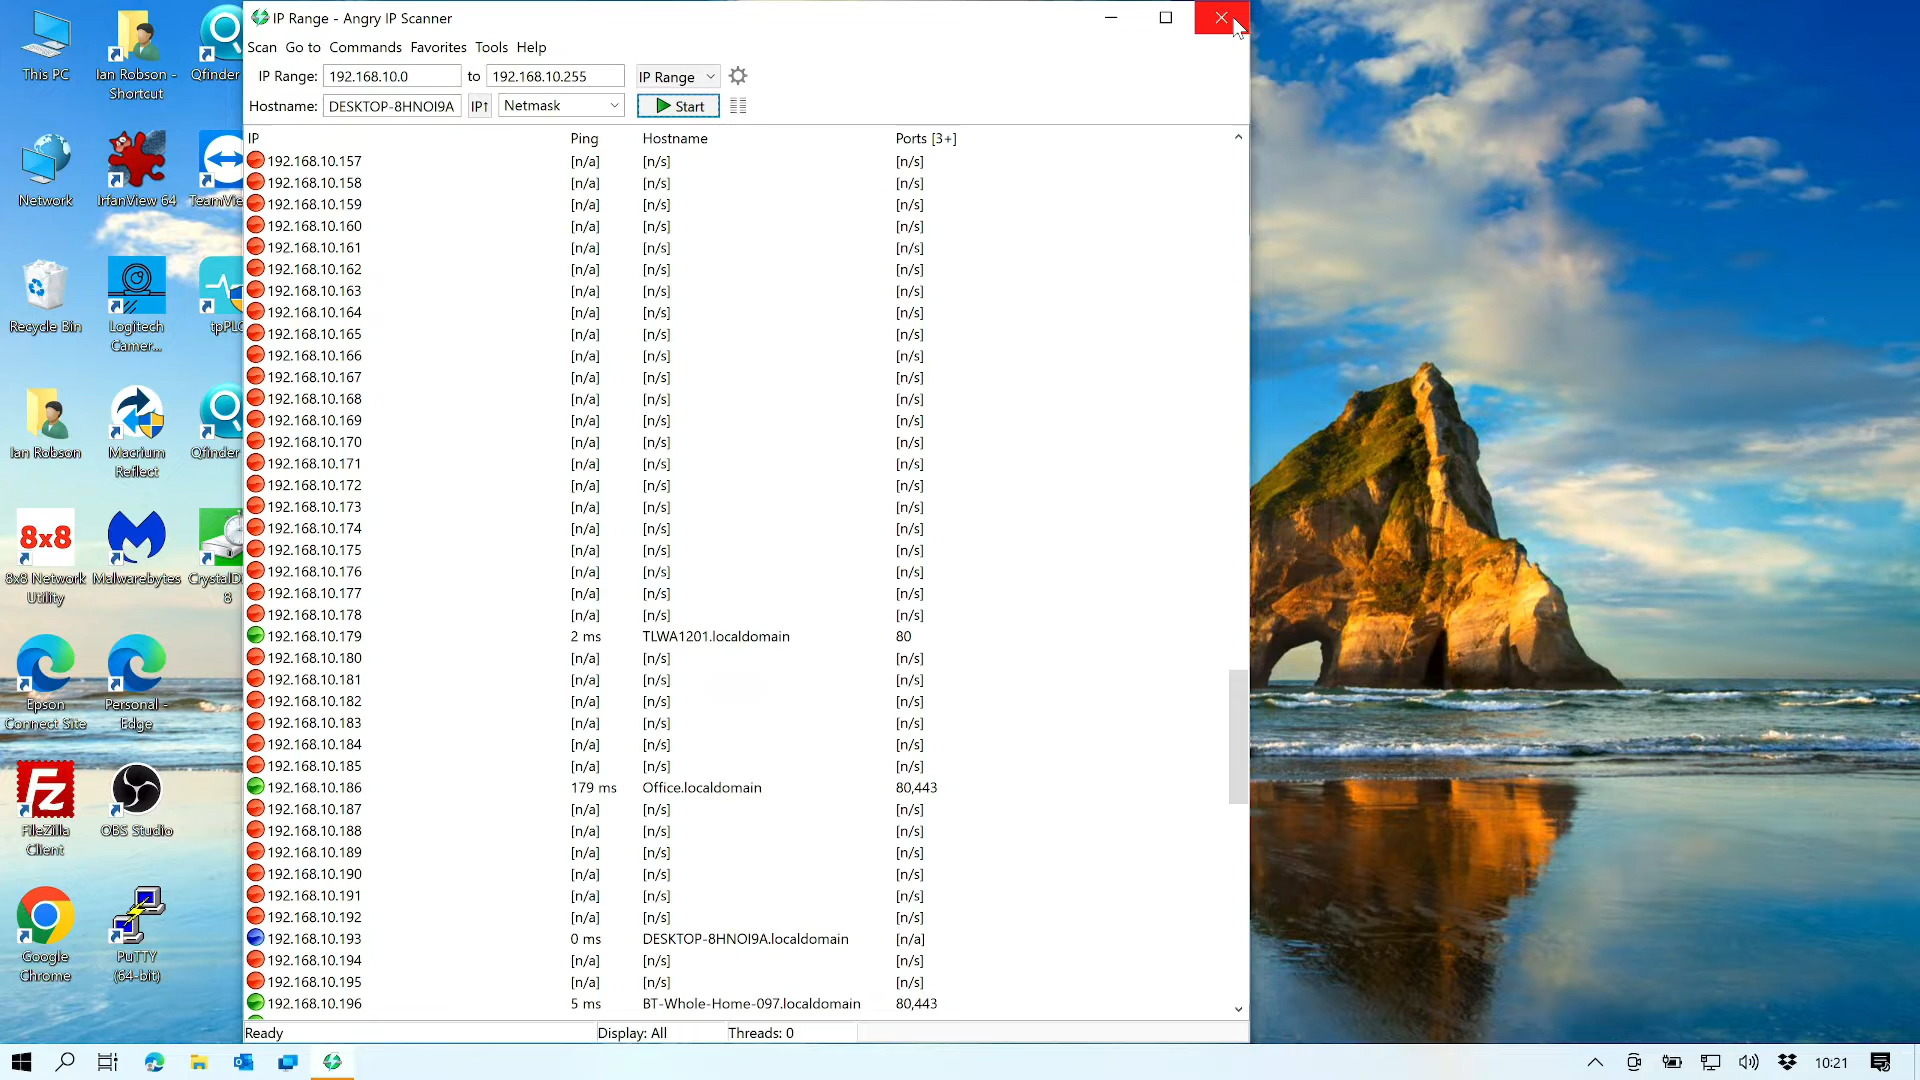 This PC
Ian Robson -
Shortcut
Qfinder
Network
IrfanView 64
TeamVie
Recycle Bin
Logitech
Camer...
tpPLC
Ian Robson
Macrium
Reflect
Qfinder
8x8
8x8 Network
Utility
Malwarebytes
CrystalD
8
Epson
Connect Site
Personal -
Edge
FileZilla
Client
OBS Studio
Google
Chrome
PuTTY
(64-bit)
IP Range - Angry IP Scanner
Scan Go to Commands Favorites Tools Help
IP Range: 192.168.10.0 to 192.168.10.255 IP Range
Hostname: DESKTOP-8HNOI9A IP↑ Netmask Start
IP Ping Hostname Ports [3+]
192.168.10.157 [n/a] [n/s] [n/s]
192.168.10.158 [n/a] [n/s] [n/s]
192.168.10.159 [n/a] [n/s] [n/s]
192.168.10.160 [n/a] [n/s] [n/s]
192.168.10.161 [n/a] [n/s] [n/s]
192.168.10.162 [n/a] [n/s] [n/s]
192.168.10.163 [n/a] [n/s] [n/s]
192.168.10.164 [n/a] [n/s] [n/s]
192.168.10.165 [n/a] [n/s] [n/s]
192.168.10.166 [n/a] [n/s] [n/s]
192.168.10.167 [n/a] [n/s] [n/s]
192.168.10.168 [n/a] [n/s] [n/s]
192.168.10.169 [n/a] [n/s] [n/s]
192.168.10.170 [n/a] [n/s] [n/s]
192.168.10.171 [n/a] [n/s] [n/s]
192.168.10.172 [n/a] [n/s] [n/s]
192.168.10.173 [n/a] [n/s] [n/s]
192.168.10.174 [n/a] [n/s] [n/s]
192.168.10.175 [n/a] [n/s] [n/s]
192.168.10.176 [n/a] [n/s] [n/s]
192.168.10.177 [n/a] [n/s] [n/s]
192.168.10.178 [n/a] [n/s] [n/s]
192.168.10.179 2 ms TLWA1201.localdomain 80
192.168.10.180 [n/a] [n/s] [n/s]
192.168.10.181 [n/a] [n/s] [n/s]
192.168.10.182 [n/a] [n/s] [n/s]
192.168.10.183 [n/a] [n/s] [n/s]
192.168.10.184 [n/a] [n/s] [n/s]
192.168.10.185 [n/a] [n/s] [n/s]
192.168.10.186 179 ms Office.localdomain 80,443
192.168.10.187 [n/a] [n/s] [n/s]
192.168.10.188 [n/a] [n/s] [n/s]
192.168.10.189 [n/a] [n/s] [n/s]
192.168.10.190 [n/a] [n/s] [n/s]
192.168.10.191 [n/a] [n/s] [n/s]
192.168.10.192 [n/a] [n/s] [n/s]
192.168.10.193 0 ms DESKTOP-8HNOI9A.localdomain [n/a]
192.168.10.194 [n/a] [n/s] [n/s]
192.168.10.195 [n/a] [n/s] [n/s]
192.168.10.196 5 ms BT-Whole-Home-097.localdomain 80,443
Ready Display: All Threads: 0
10:21